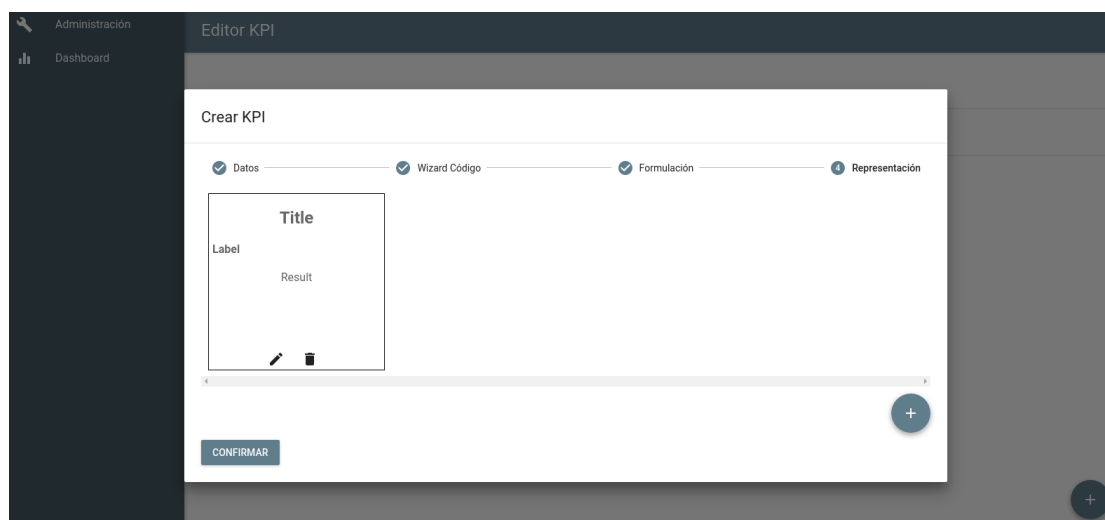 Administración
Editor KPI
Dashboard
Crear KPI
Datos
Wizard Código
Formulación
4 Representación
Title
Label
Result
+
CONFIRMAR
+